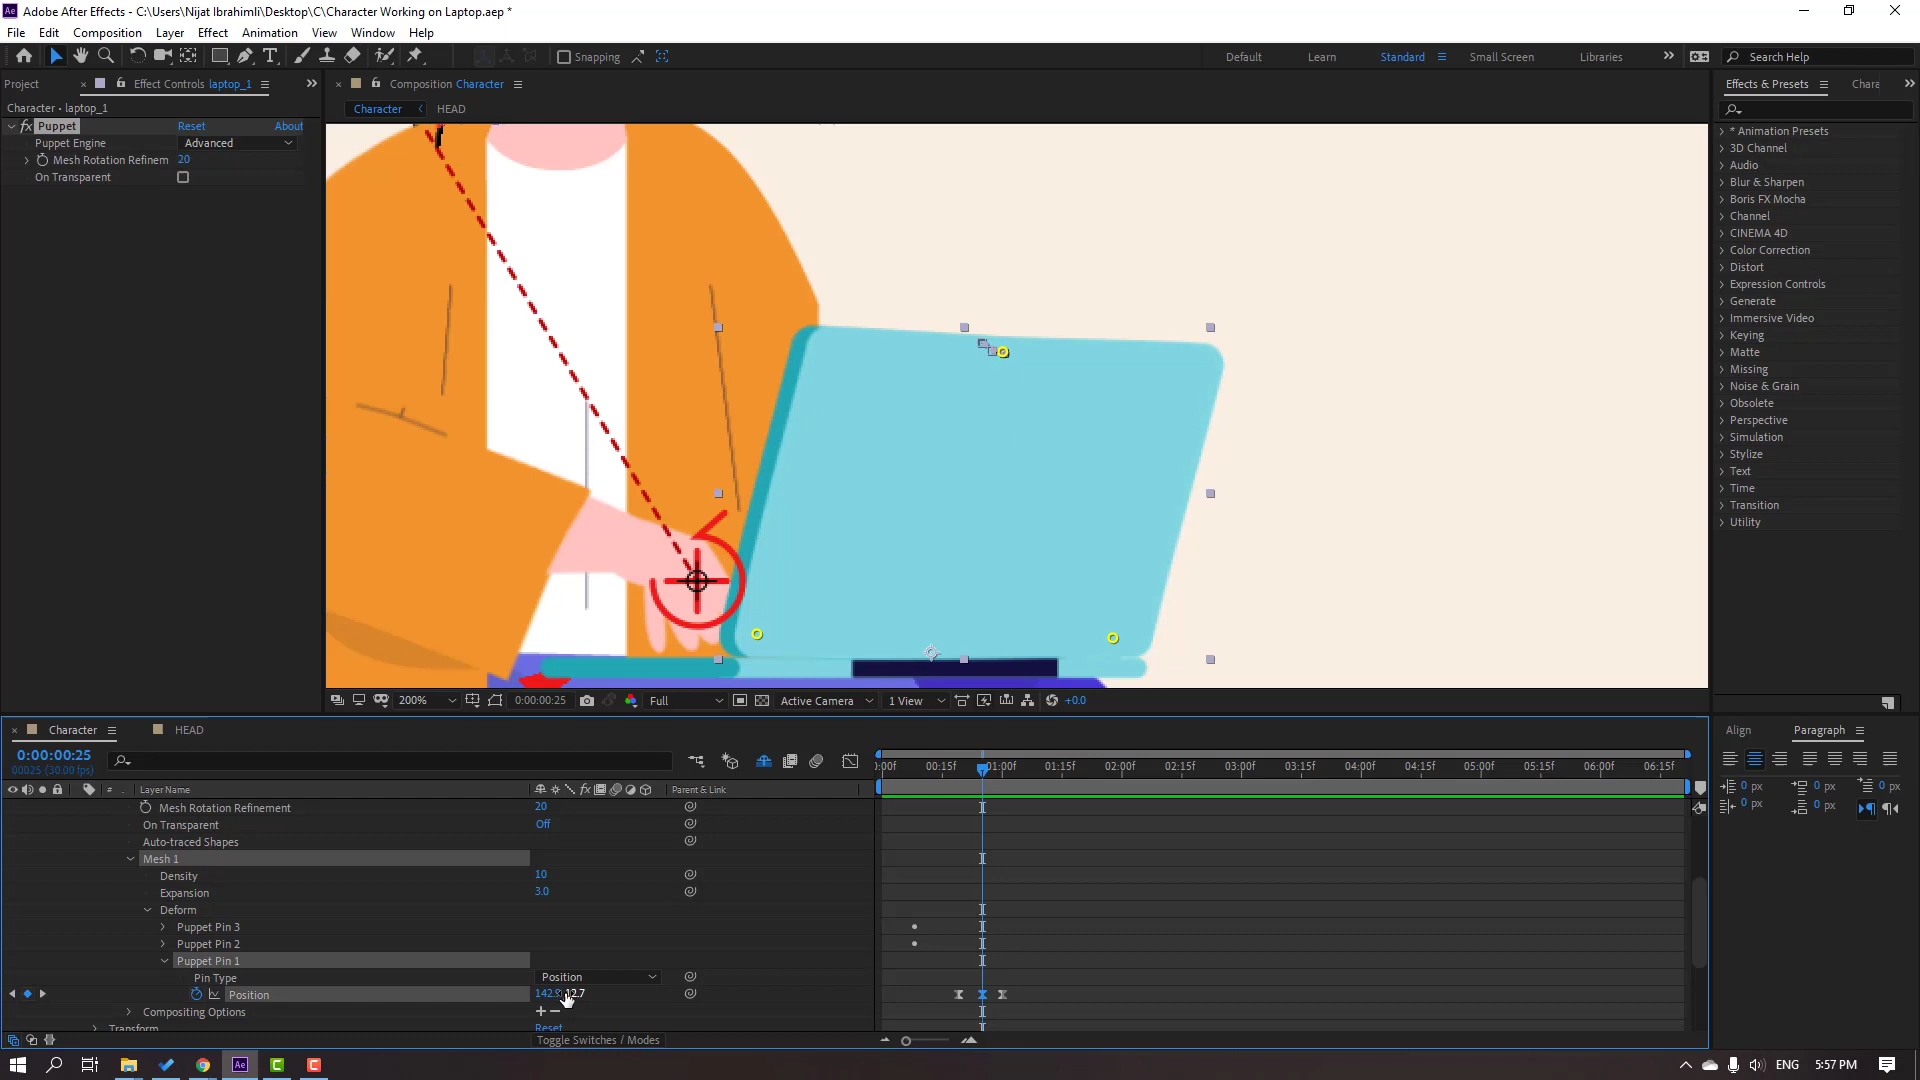 Adobe After Effects - C:\Users\Nijat Ibrahimli\Desktop\C\Character Working on Laptop.aep *
File Edit Composition Layer Effect Animation View Window Help
Snapping Default Learn Standard Small Screen Libraries Search Help
Project Effect Controls laptop_1 Composition Character Effects & Presets Chara
Character • laptop_1 Character HEAD
fx Puppet Reset About
Puppet Engine Advanced
Mesh Rotation Refinem 20
On Transparent
* Animation Presets
3D Channel
Audio
Blur & Sharpen
Boris FX Mocha
Channel
CINEMA 4D
Color Correction
Distort
Expression Controls
Generate
Immersive Video
Keying
Matte
Missing
Noise & Grain
Obsolete
Perspective
Simulation
Stylize
Text
Time
Transition
Utility
200% 0:00:00:25 Full Active Camera 1 View +0.0
Character HEAD Align Paragraph
0:00:00:25
00025 (30.00 fps)
:00f 00:15f 01:00f 01:15f 02:00f 02:15f 03:00f 03:15f 04:00f 04:15f 05:00f 05:15f 06:00f 06:15f
# . Layer Name fx Parent & Link
0 px 0 px 0 px
0 px 0 px
Mesh Rotation Refinement 20
On Transparent Off
Auto-traced Shapes
Mesh 1
Density 10
Expansion 3.0
Deform
Puppet Pin 3
Puppet Pin 2
Puppet Pin 1
Pin Type Position
Position
Compositing Options + −
Transform Reset
Toggle Switches / Modes
Ae ENG 5:57 PM